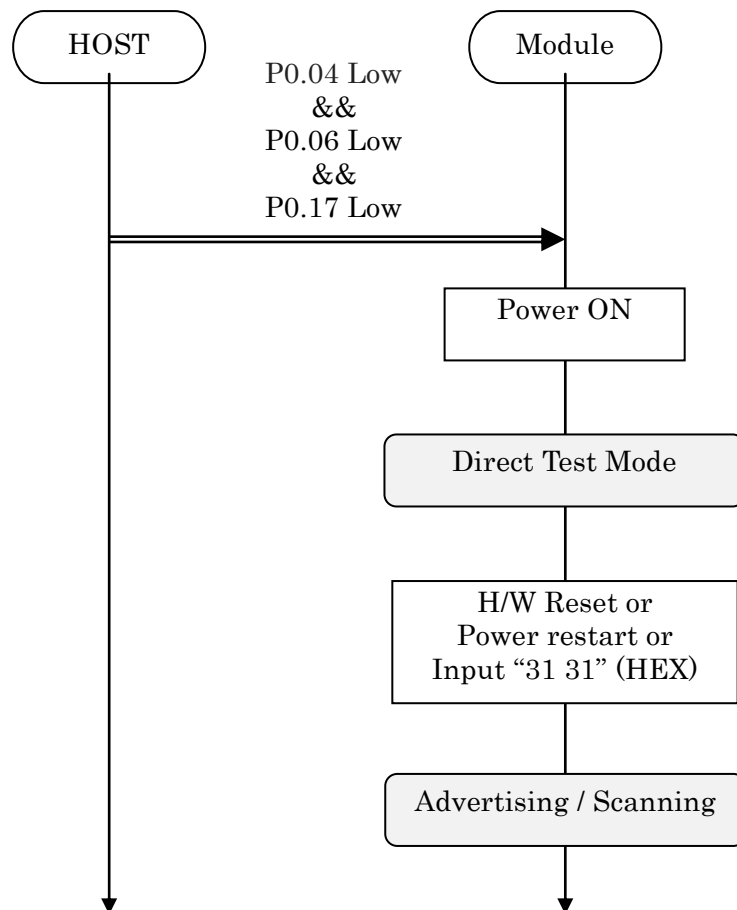 HOST
Module
P0.04 Low
&&
P0.06 Low
&&
P0.17 Low
Power ON
Direct Test Mode
H/W Reset or
Power restart or
Input “31 31” (HEX)
Advertising / Scanning